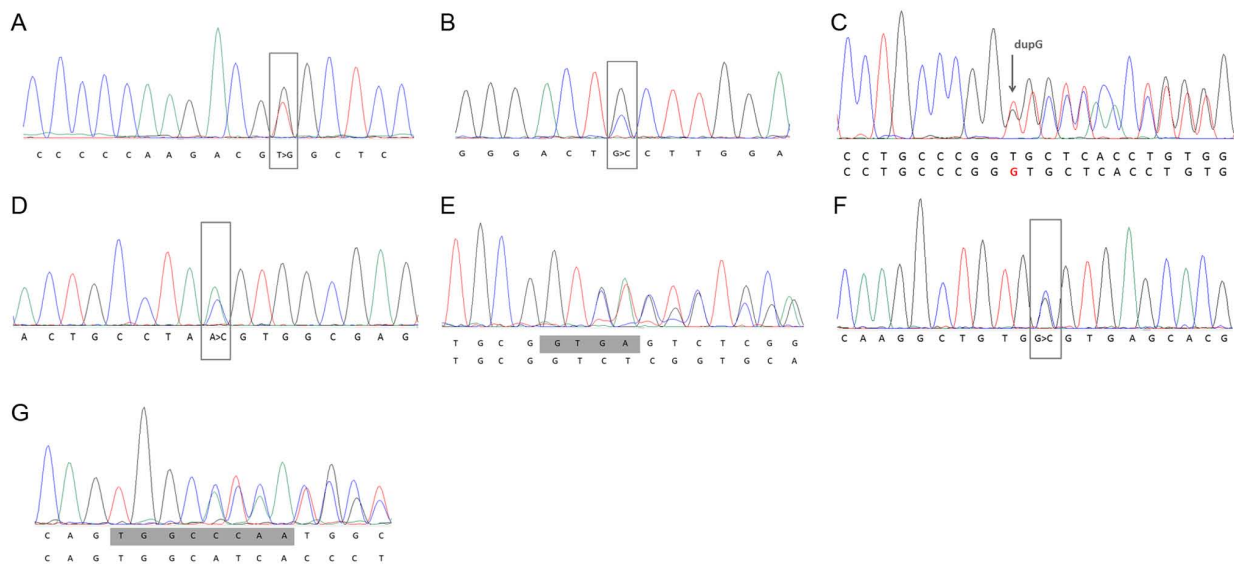 A
C C C C C A A G A C G T>G G C T C
B
G G G A C T G>C C T T G G A
C
dupG
C C T G C C C G G T G C T C A C C T G T G G
C C T G C C C G G G T G C T C A C C T G T G
D
A C T G C C T A A>C G T G G C G A G
E
T G C G G T G A G T C T C G G
T G C G G T C T C G G T G C A
F
C A A G G C T G T G G>C G T G A G C A C G
G
C A G T G G C C C A A T G G C
C A G T G G C A T C A C C C T